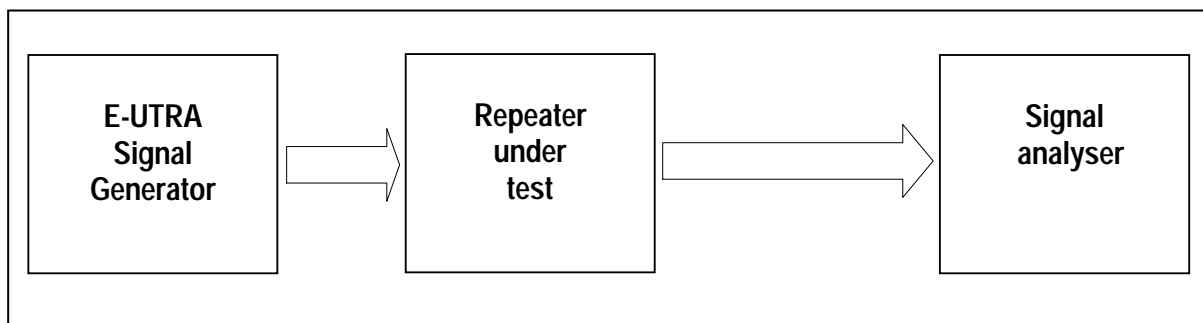 E-UTRA
Signal
Generator
Repeater
under
test
Signal
analyser